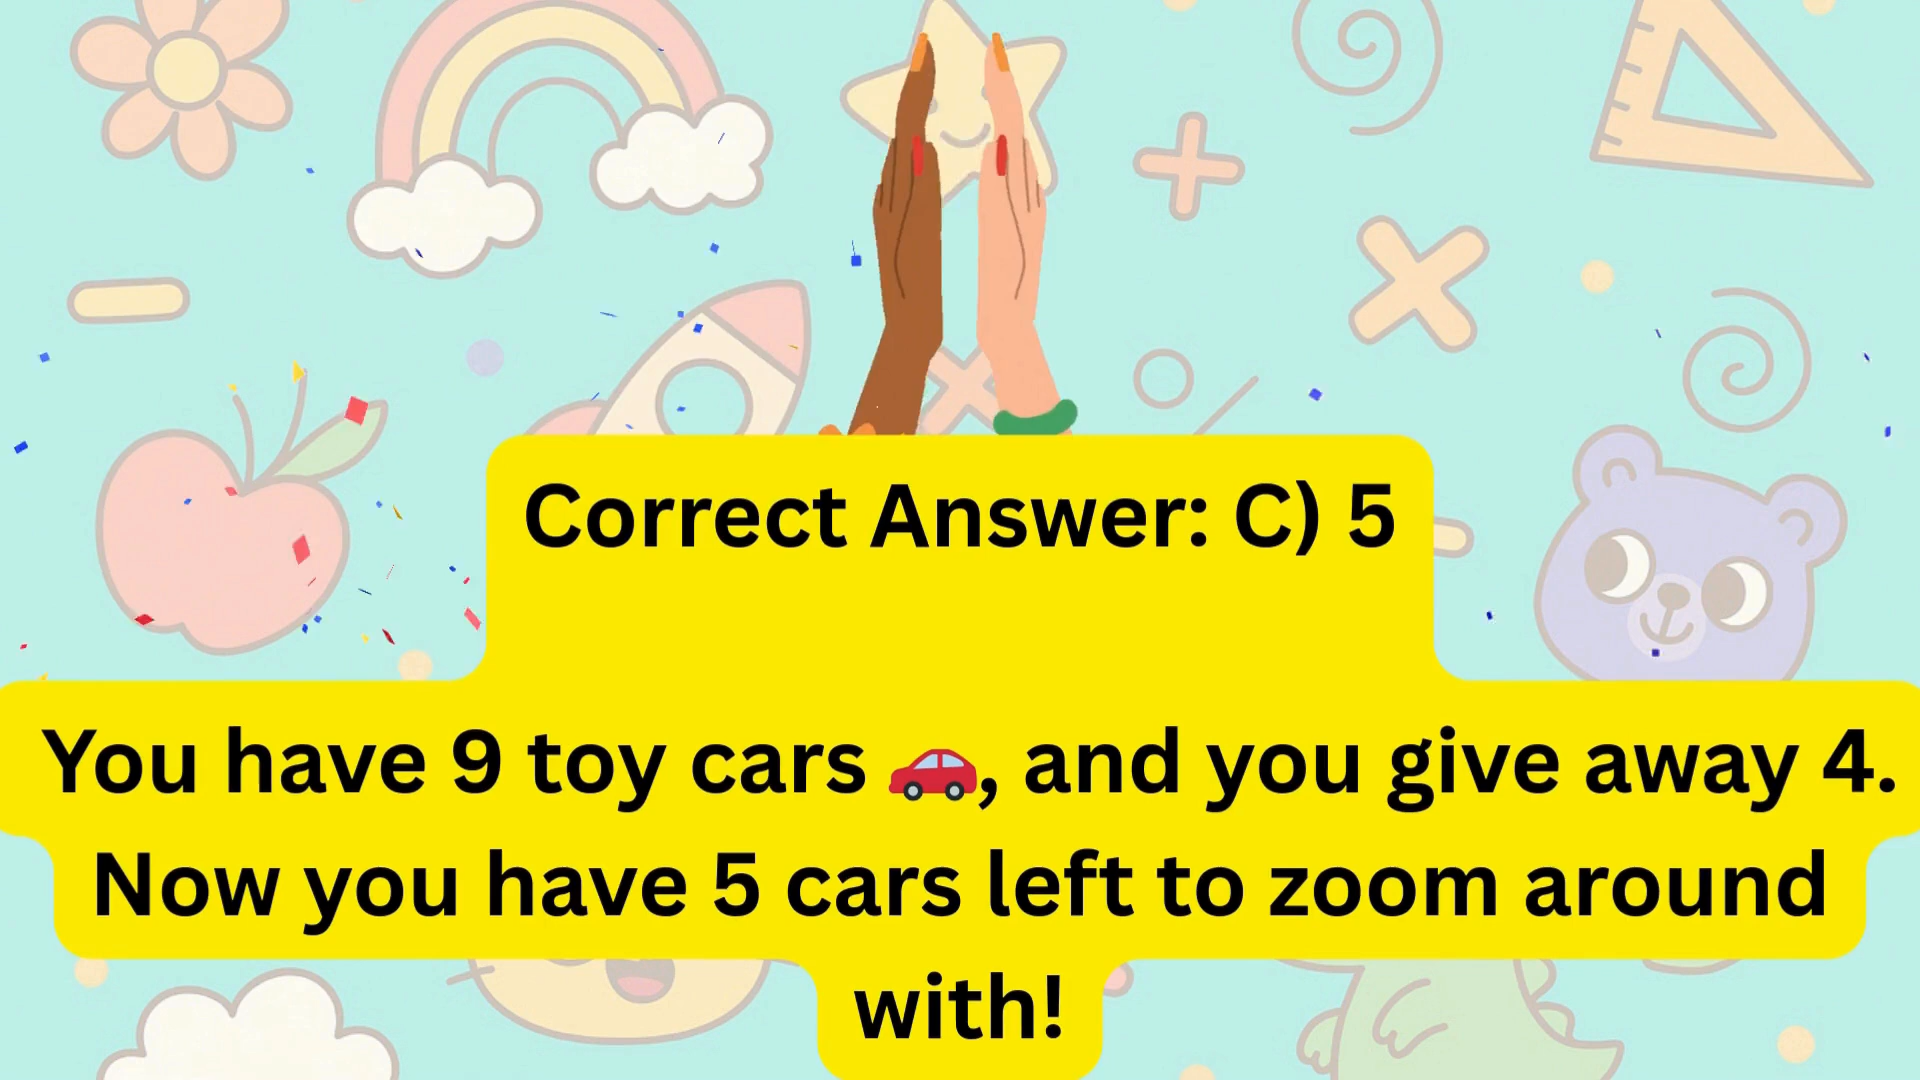 Correct Answer: C) 5
You have 9 toy cars 🚗, and you give away 4.
Now you have 5 cars left to zoom around
with!